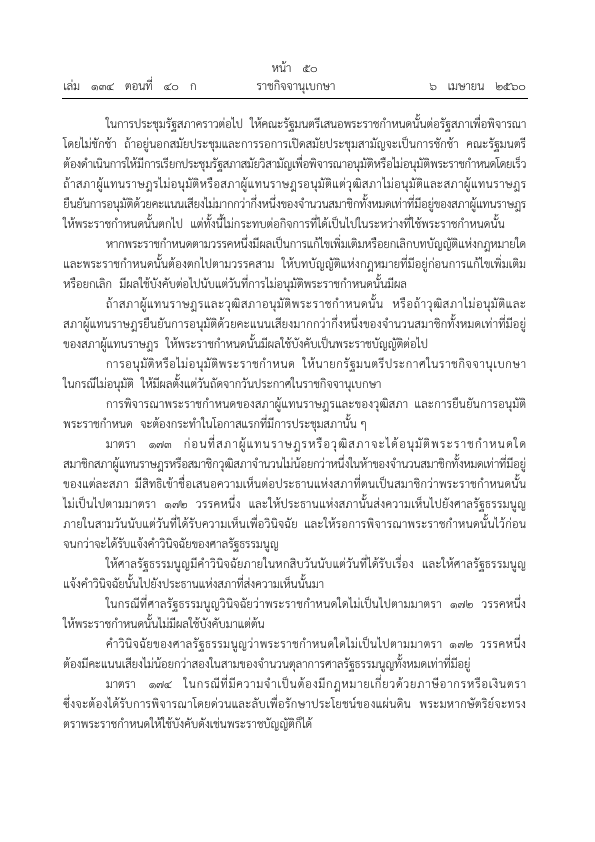 หน้า ๕๐
เล่ม ๑๓๔ ตอนที่ ๔๐ ก ราชกิจจานุเบกษา ๖ เมษายน ๒๕๖๐
ในการประชุมรัฐสภาคราวต่อไป ให้คณะรัฐมนตรีเสนอพระราชกำหนดนั้นต่อรัฐสภาเพื่อพิจารณา
โดยไม่ชักช้า ถ้าอยู่นอกสมัยประชุมและการรอการเปิดสมัยประชุมสามัญจะเป็นการชักช้า คณะรัฐมนตรี
ต้องดำเนินการให้มีการเรียกประชุมรัฐสภาสมัยวิสามัญเพื่อพิจารณาอนุมัติหรือไม่อนุมัติพระราชกำหนดโดยเร็ว
ถ้าสภาผู้แทนราษฎรไม่อนุมัติหรือสภาผู้แทนราษฎรอนุมัติแต่วุฒิสภาไม่อนุมัติและสภาผู้แทนราษฎร
ยืนยันการอนุมัติด้วยคะแนนเสียงไม่มากกว่ากึ่งหนึ่งของจำนวนสมาชิกทั้งหมดเท่าที่มีอยู่ของสภาผู้แทนราษฎร
ให้พระราชกำหนดนั้นตกไป แต่ทั้งนี้ไม่กระทบต่อกิจการที่ได้เป็นไปในระหว่างที่ใช้พระราชกำหนดนั้น
หากพระราชกำหนดตามวรรคหนึ่งมีผลเป็นการแก้ไขเพิ่มเติมหรือยกเลิกบทบัญญัติแห่งกฎหมายใด
และพระราชกำหนดนั้นต้องตกไปตามวรรคสาม ให้บทบัญญัติแห่งกฎหมายที่มีอยู่ก่อนการแก้ไขเพิ่มเติม
หรือยกเลิก มีผลใช้บังคับต่อไปนับแต่วันที่การไม่อนุมัติพระราชกำหนดนั้นมีผล
ถ้าสภาผู้แทนราษฎรและวุฒิสภาอนุมัติพระราชกำหนดนั้น หรือถ้าวุฒิสภาไม่อนุมัติและ
สภาผู้แทนราษฎรยืนยันการอนุมัติด้วยคะแนนเสียงมากกว่ากึ่งหนึ่งของจำนวนสมาชิกทั้งหมดเท่าที่มีอยู่
ของสภาผู้แทนราษฎร ให้พระราชกำหนดนั้นมีผลใช้บังคับเป็นพระราชบัญญัติต่อไป
การอนุมัติหรือไม่อนุมัติพระราชกำหนด ให้นายกรัฐมนตรีประกาศในราชกิจจานุเบกษา
ในกรณีไม่อนุมัติ ให้มีผลตั้งแต่วันถัดจากวันประกาศในราชกิจจานุเบกษา
การพิจารณาพระราชกำหนดของสภาผู้แทนราษฎรและของวุฒิสภา และการยืนยันการอนุมัติ
พระราชกำหนด จะต้องกระทำในโอกาสแรกที่มีการประชุมสภานั้น ๆ
มาตรา ๑๗๓ ก่อนที่สภาผู้แทนราษฎรหรือวุฒิสภาจะได้อนุมัติพระราชกำหนดใด
สมาชิกสภาผู้แทนราษฎรหรือสมาชิกวุฒิสภาจำนวนไม่น้อยกว่าหนึ่งในห้าของจำนวนสมาชิกทั้งหมดเท่าที่มีอยู่
ของแต่ละสภา มีสิทธิเข้าชื่อเสนอความเห็นต่อประธานแห่งสภาที่ตนเป็นสมาชิกว่าพระราชกำหนดนั้น
ไม่เป็นไปตามมาตรา ๑๗๒ วรรคหนึ่ง และให้ประธานแห่งสภานั้นส่งความเห็นไปยังศาลรัฐธรรมนูญ
ภายในสามวันนับแต่วันที่ได้รับความเห็นเพื่อวินิจฉัย และให้รอการพิจารณาพระราชกำหนดนั้นไว้ก่อน
จนกว่าจะได้รับแจ้งคำวินิจฉัยของศาลรัฐธรรมนูญ
ให้ศาลรัฐธรรมนูญมีคำวินิจฉัยภายในหกสิบวันนับแต่วันที่ได้รับเรื่อง และให้ศาลรัฐธรรมนูญ
แจ้งคำวินิจฉัยนั้นไปยังประธานแห่งสภาที่ส่งความเห็นนั้นมา
ในกรณีที่ศาลรัฐธรรมนูญวินิจฉัยว่าพระราชกำหนดใดไม่เป็นไปตามมาตรา ๑๗๒ วรรคหนึ่ง
ให้พระราชกำหนดนั้นไม่มีผลใช้บังคับมาแต่ต้น
คำวินิจฉัยของศาลรัฐธรรมนูญว่าพระราชกำหนดใดไม่เป็นไปตามมาตรา ๑๗๒ วรรคหนึ่ง
ต้องมีคะแนนเสียงไม่น้อยกว่าสองในสามของจำนวนตุลาการศาลรัฐธรรมนูญทั้งหมดเท่าที่มีอยู่
มาตรา ๑๗๔ ในกรณีที่มีความจำเป็นต้องมีกฎหมายเกี่ยวด้วยภาษีอากรหรือเงินตรา
ซึ่งจะต้องได้รับการพิจารณาโดยด่วนและลับเพื่อรักษาประโยชน์ของแผ่นดิน พระมหากษัตริย์จะทรง
ตราพระราชกำหนดให้ใช้บังคับดังเช่นพระราชบัญญัติก็ได้